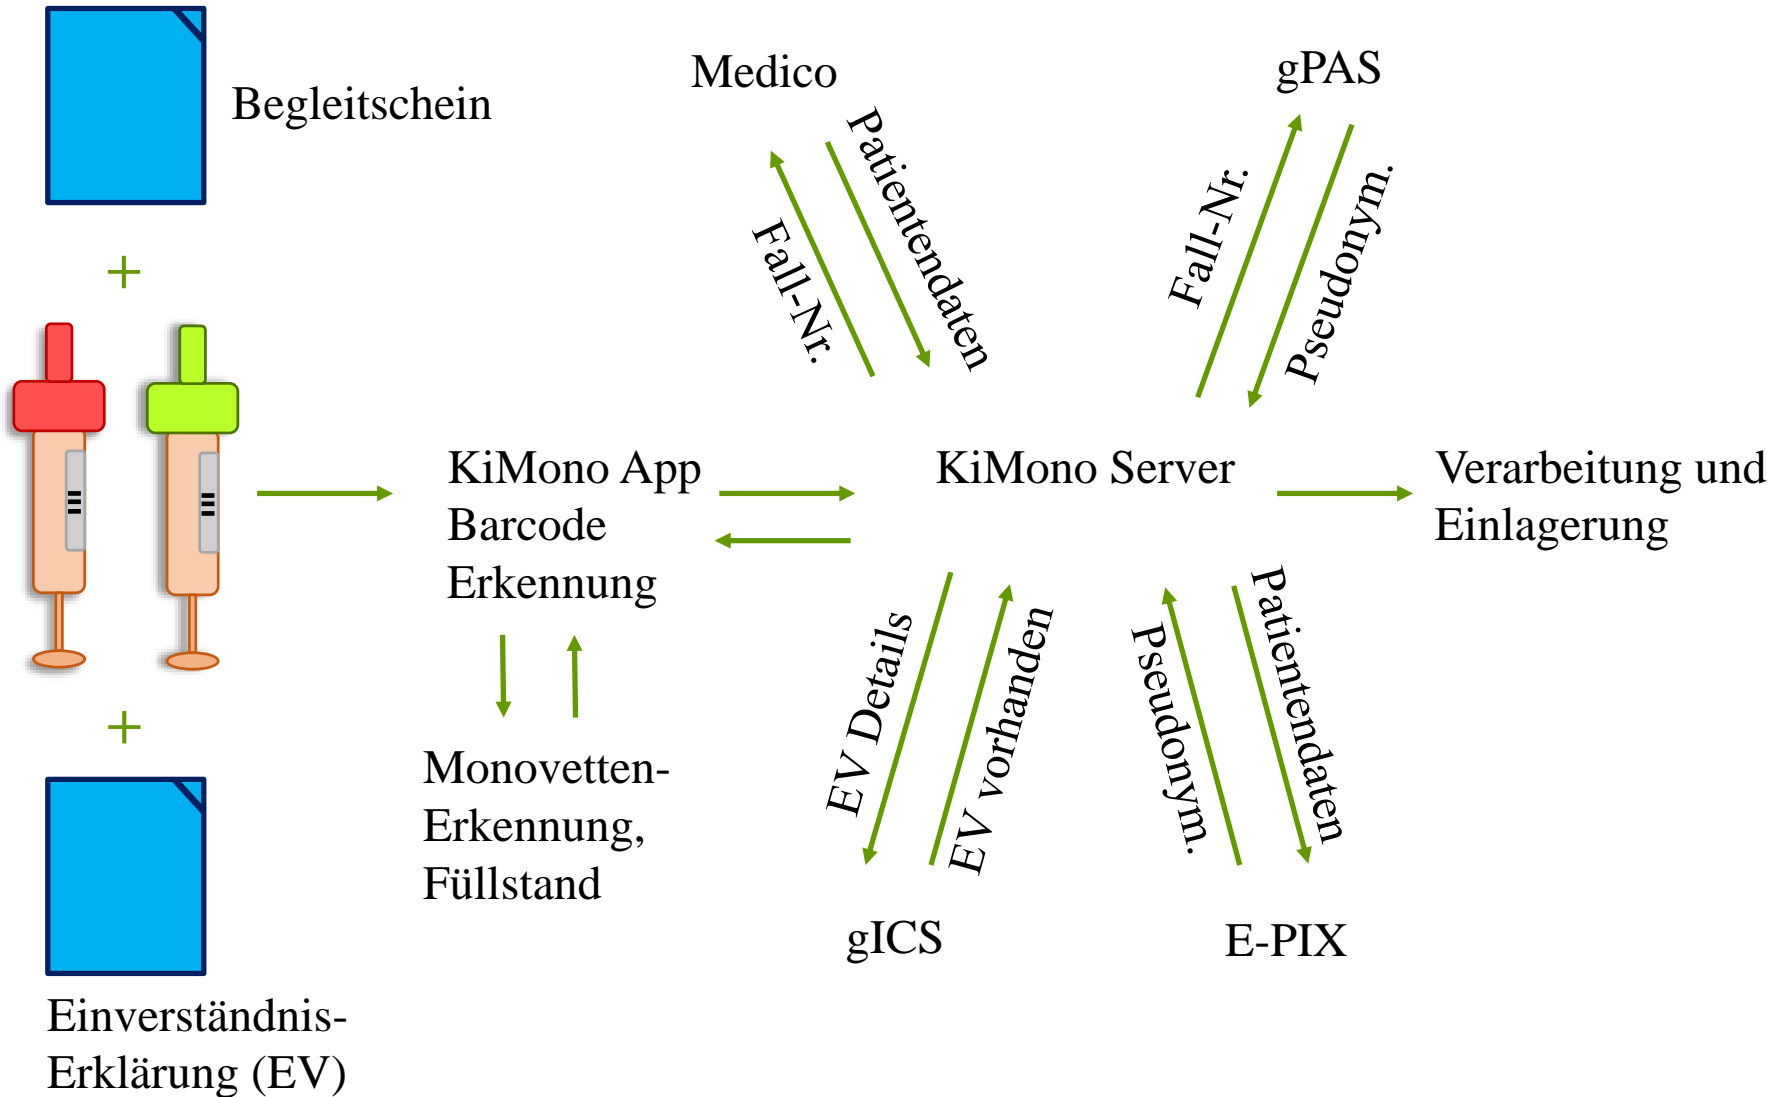 Begleitschein
+
+
Einverständnis-
Erklärung (EV)
KiMono App
Barcode
Erkennung
Monovetten-
Erkennung,
Füllstand
Medico
Fall-Nr.
Patientendaten
gPAS
Fall-Nr.
Pseudonym.
KiMono Server
Verarbeitung und
Einlagerung
EV Details
EV vorhanden
gICS
Pseudonym.
Patientendaten
E-PIX